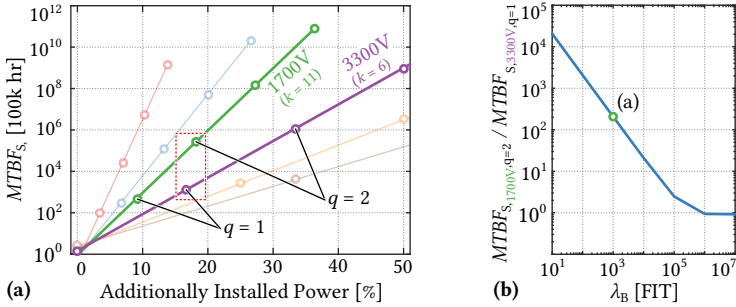 MTBF_S, [100k hr]
10^12
10^10
10^8
10^6
10^4
10^2
10^0
1700V
(k = 11)
3300V
(k = 6)
q = 2
q = 1
0
10
20
30
40
50
Additionally Installed Power [%]
(a)
MTBF_S,1700V,q=2 / MTBF_S,3300V,q=1
10^5
10^4
10^3
10^2
10^1
10^0
10^-1
(a)
10^1
10^3
10^5
10^7
λ_B [FIT]
(b)